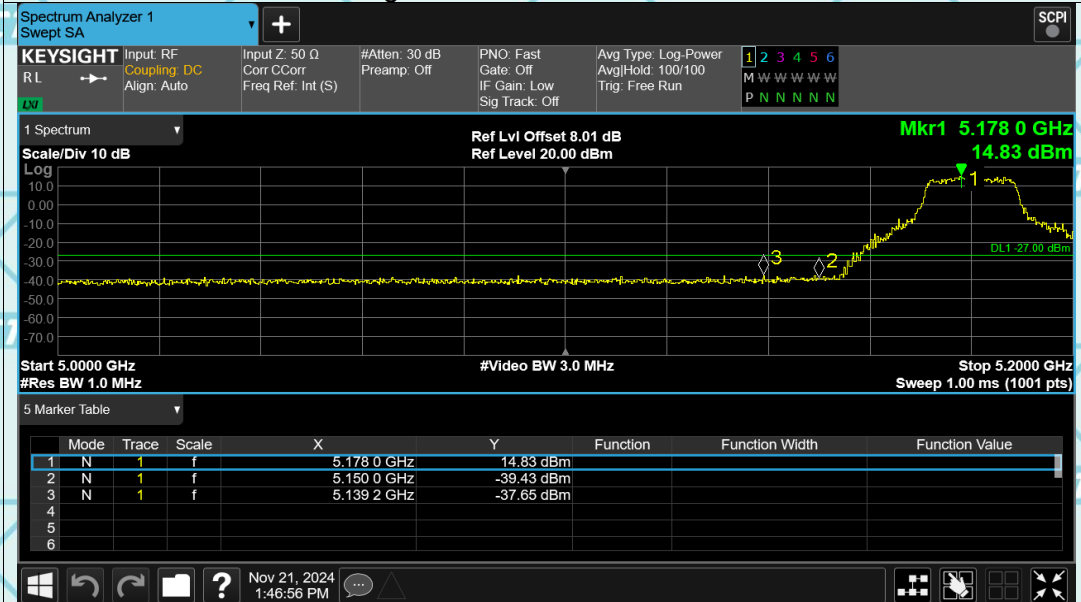 Spectrum Analyzer 1
Swept SA
+
SCPI
KEYSIGHT Input: RF Input Z: 50 Ω #Atten: 30 dB PNO: Fast Avg Type: Log-Power 1 2 3 4 5 6
R L Coupling: DC Corr CCorr Preamp: Off Gate: Off Avg|Hold: 100/100 M W W W W W
Align: Auto Freq Ref: Int (S) IF Gain: Low Trig: Free Run P N N N N N
LXI Sig Track: Off
1 Spectrum Ref Lvl Offset 8.01 dB Mkr1 5.178 0 GHz
Scale/Div 10 dB Ref Level 20.00 dBm 14.83 dBm
Log
1
10.0
0.00
-10.0
-20.0
DL1 -27.00 dBm
3 2
-30.0
-40.0
-50.0
-60.0
-70.0
Start 5.0000 GHz #Video BW 3.0 MHz Stop 5.2000 GHz
#Res BW 1.0 MHz Sweep 1.00 ms (1001 pts)
5 Marker Table
Mode Trace Scale X Y Function Function Width Function Value
1 N 1 f 5.178 0 GHz 14.83 dBm
2 N 1 f 5.150 0 GHz -39.43 dBm
3 N 1 f 5.139 2 GHz -37.65 dBm
4
5
6
? Nov 21, 2024
1:46:56 PM